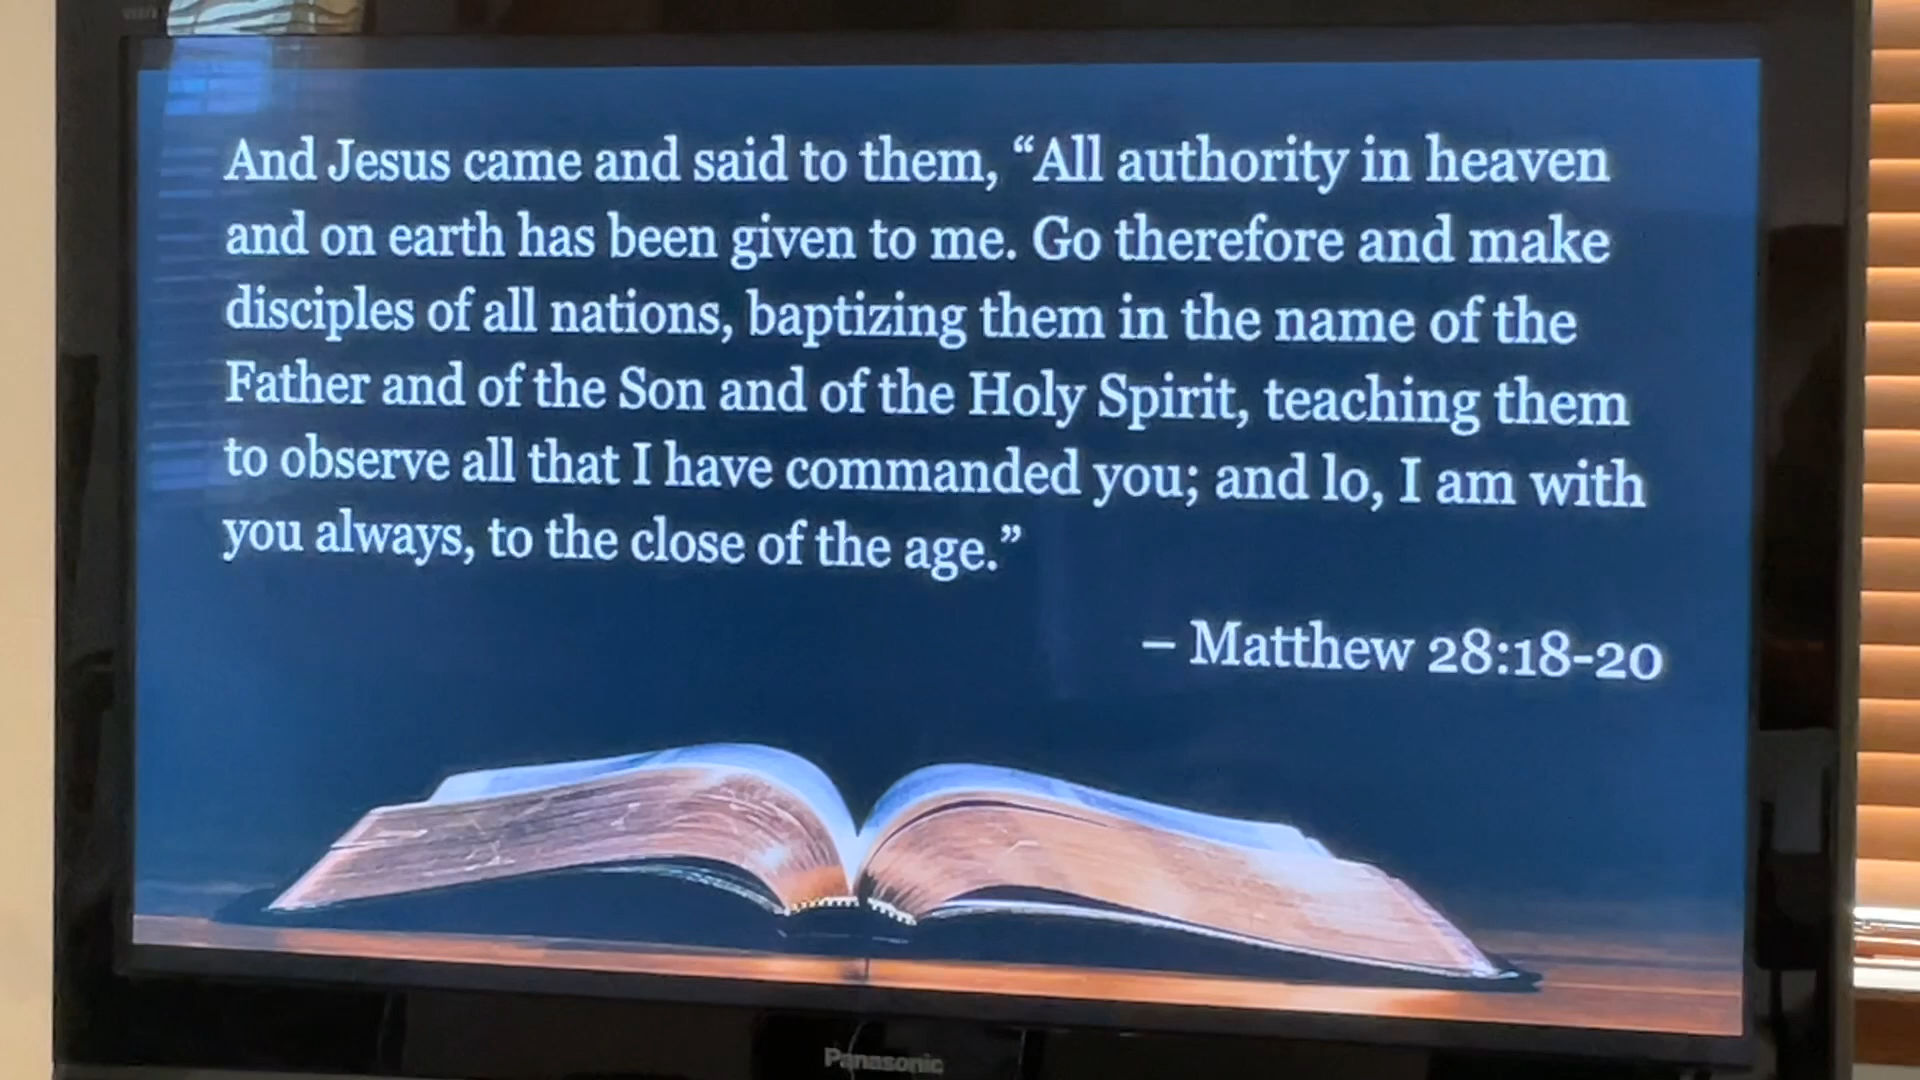 And Jesus came and said to them, “All authority in heaven
and on earth has been given to me. Go therefore and make
disciples of all nations, baptizing them in the name of the
Father and of the Son and of the Holy Spirit, teaching them
to observe all that I have commanded you; and lo, I am with
you always, to the close of the age.”
– Matthew 28:18-20
Panasonic